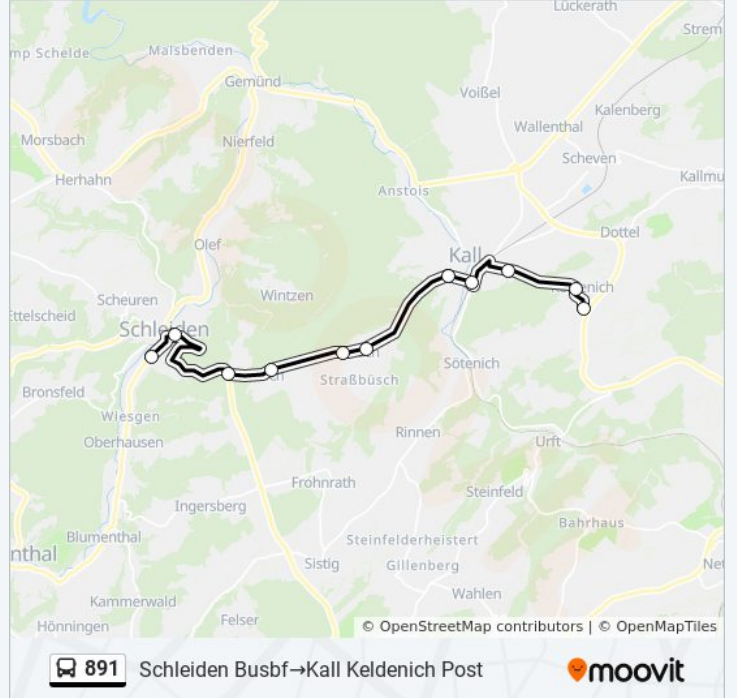 Lückerath
Strem
mp Schelde
Malsbenden
Gemünd
Voißel
Kalenberg
Wallenthal
Morsbach
Nierfeld
Scheven
Herhahn
Anstois
Kallmu
Olef
Dottel
Kall
Wintzen
Scheuren
Ettelscheid
Schleiden
Straßbüsch
Sötenich
Bronsfeld
Wiesgen
Rinnen
Oberhausen
Urft
Frohnrath
Steinfeld
Ingersberg
Bahrhaus
Blumenthal
Steinfelderheistert
nthal
Sistig
Gillenberg
Net
Kammerwald
Wahlen
Felser
Hönningen
© OpenStreetMap contributors | © OpenMapTiles
891 Schleiden Busbf→Kall Keldenich Post moovit